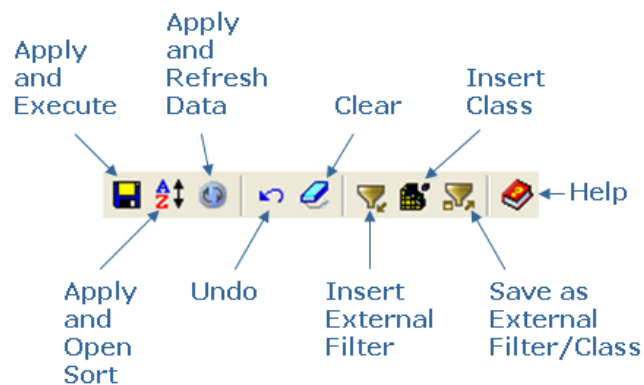 Apply
and
Execute
Apply
and
Refresh
Data
Clear
Insert
Class
A
Z
?
Help
Apply
and
Open
Sort
Undo
Insert
External
Filter
Save as
External
Filter/Class